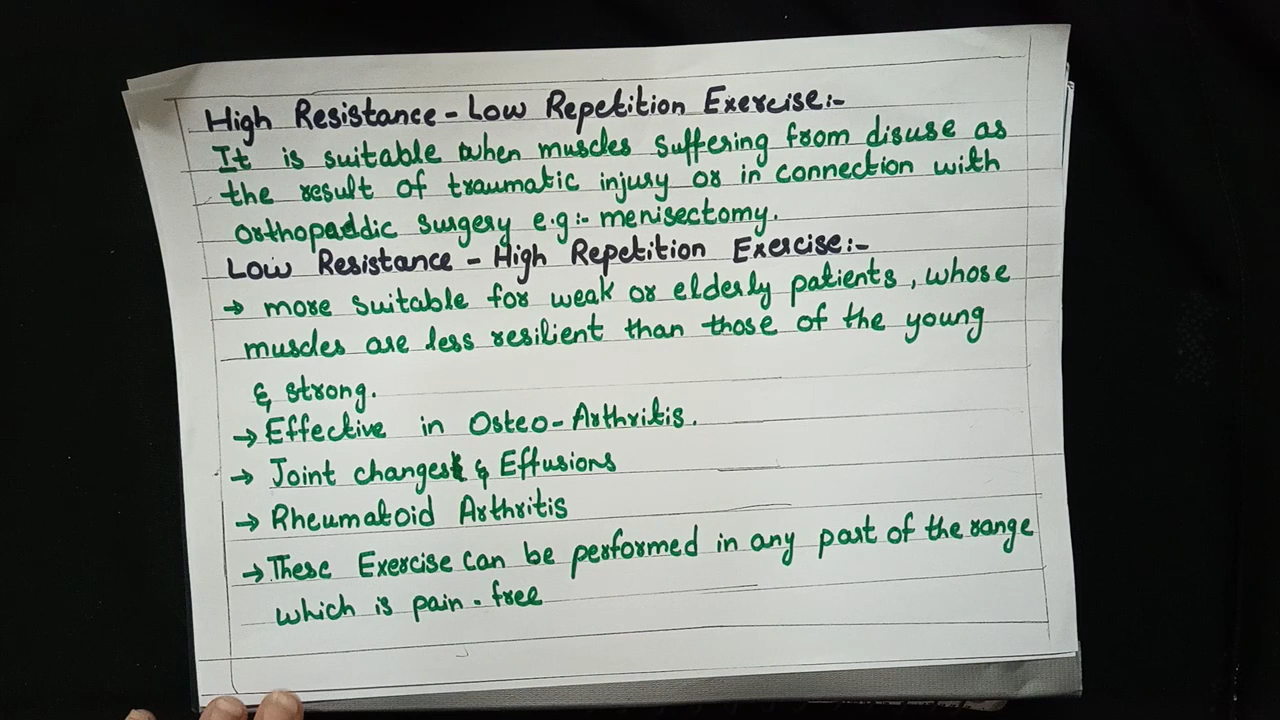 High Resistance - Low Repetition Exercise:-
It is suitable when muscles suffering from disuse as
the result of traumatic injury or in connection with
orthopaedic surgery e.g:- menisectomy.
Low Resistance - High Repetition Exercise:-
→ more suitable for weak or elderly patients, whose
muscles are less resilient than those of the young
& strong.
→ Effective in Osteo-Arthritis.
→ Joint changes & Effusions
→ Rheumatoid Arthritis
→ These Exercise can be performed in any part of the range
which is pain-free